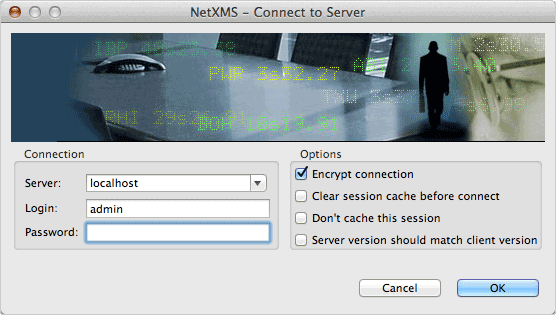 NetXMS – Connect to Server
Connection
Server:
localhost
Login:
admin
Password:
Options
Encrypt connection
Clear session cache before connect
Don't cache this session
Server version should match client version
Cancel
OK